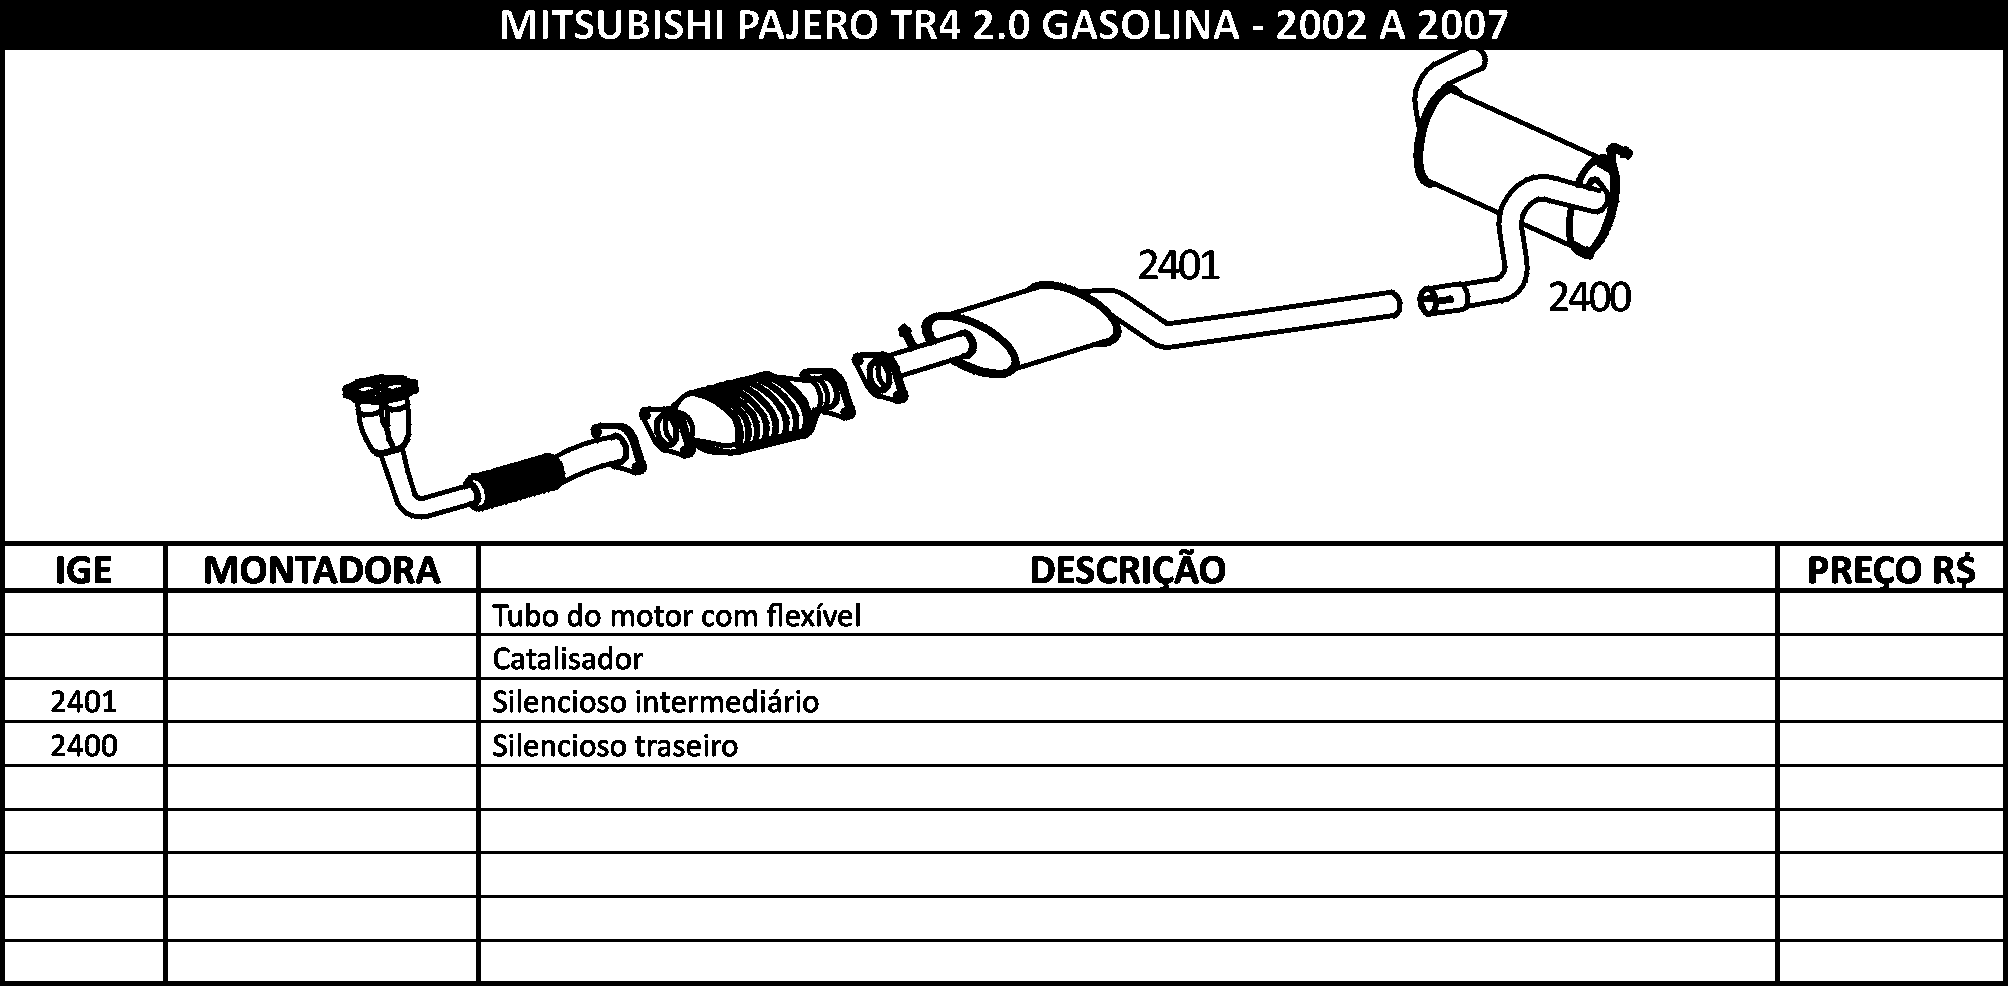 MITSUBISHI PAJERO TR4 2.0 GASOLINA - 2002 A 2007
2401
2400
IGE MONTADORA DESCRIÇÃO PREÇO R$
Tubo do motor com flexível
Catalisador
2401 Silencioso intermediário
2400 Silencioso traseiro